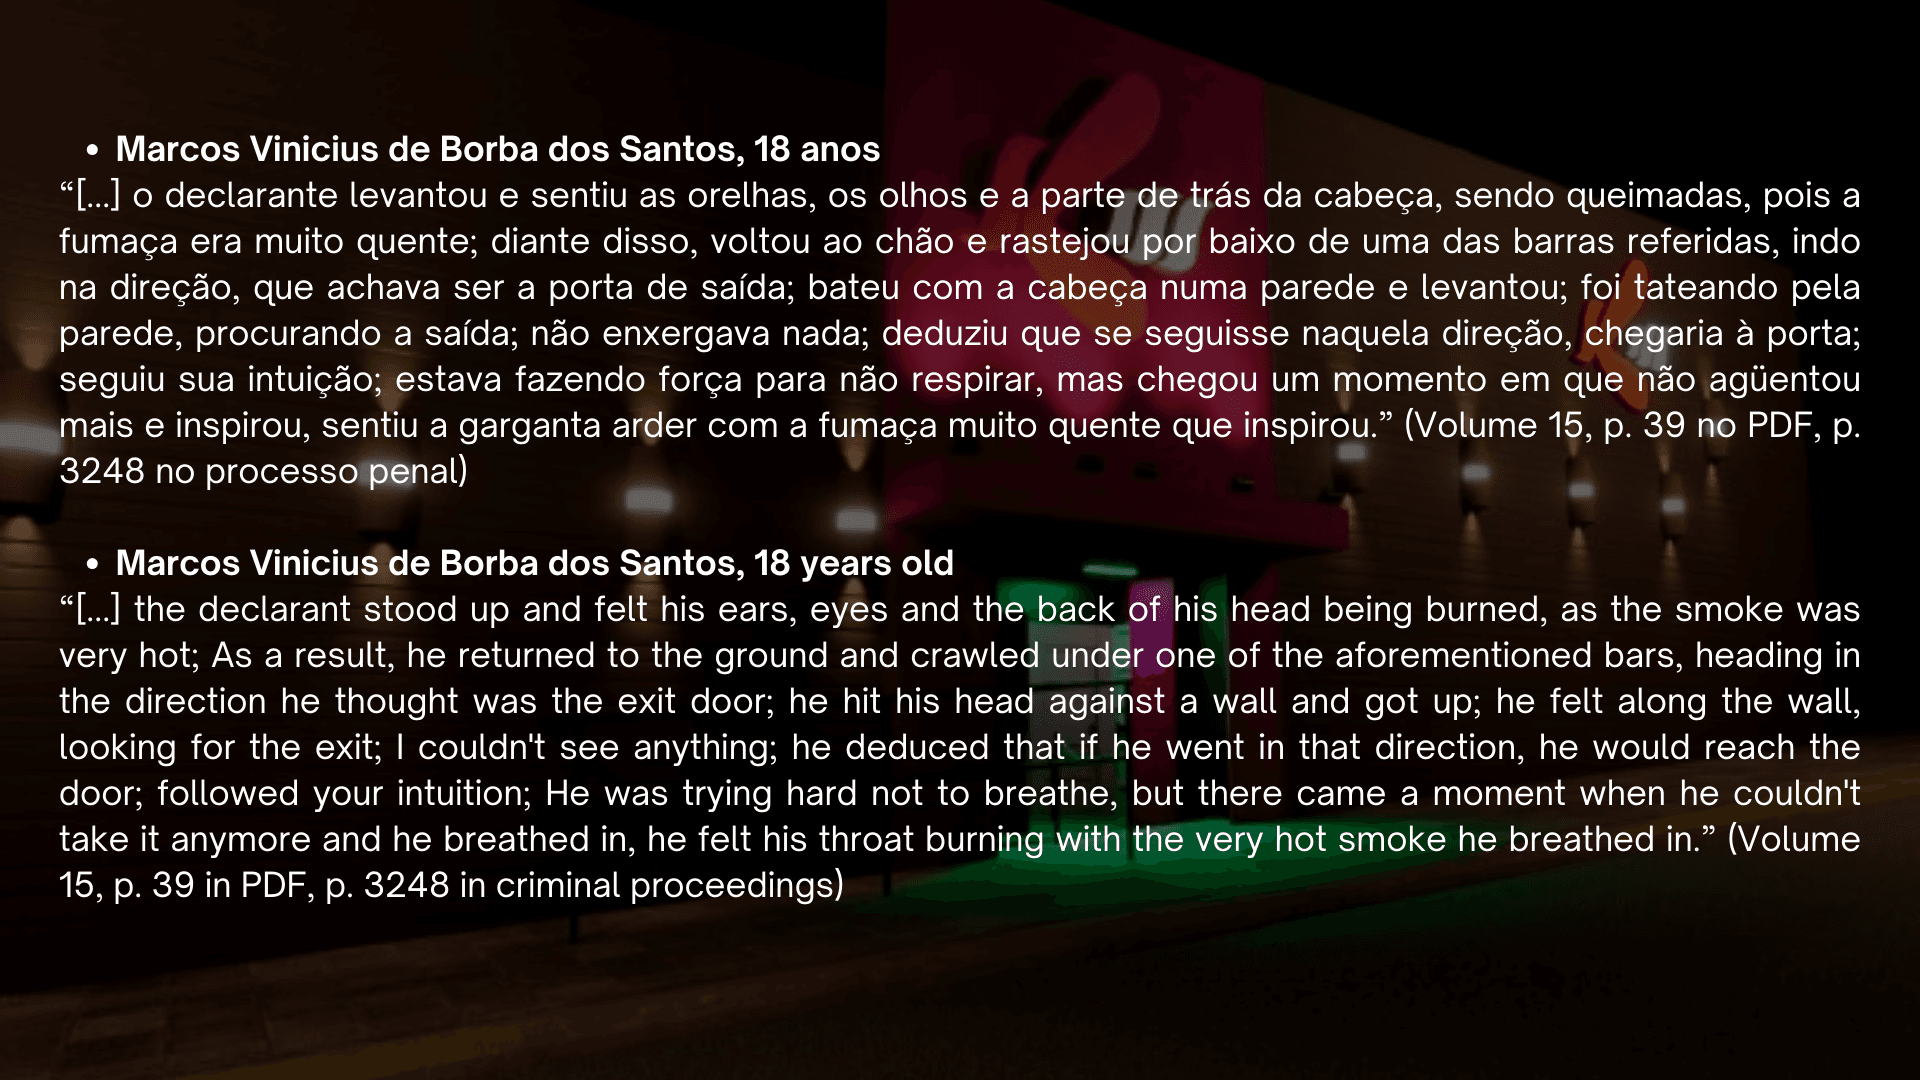 • Marcos Vinicius de Borba dos Santos, 18 anos
“[...] o declarante levantou e sentiu as orelhas, os olhos e a parte de trás da cabeça, sendo queimadas, pois a
fumaça era muito quente; diante disso, voltou ao chão e rastejou por baixo de uma das barras referidas, indo
na direção, que achava ser a porta de saída; bateu com a cabeça numa parede e levantou; foi tateando pela
parede, procurando a saída; não enxergava nada; deduziu que se seguisse naquela direção, chegaria à porta;
seguiu sua intuição; estava fazendo força para não respirar, mas chegou um momento em que não agüentou
mais e inspirou, sentiu a garganta arder com a fumaça muito quente que inspirou.” (Volume 15, p. 39 no PDF, p.
3248 no processo penal)
• Marcos Vinicius de Borba dos Santos, 18 years old
“[...] the declarant stood up and felt his ears, eyes and the back of his head being burned, as the smoke was
very hot; As a result, he returned to the ground and crawled under one of the aforementioned bars, heading in
the direction he thought was the exit door; he hit his head against a wall and got up; he felt along the wall,
looking for the exit; I couldn't see anything; he deduced that if he went in that direction, he would reach the
door; followed your intuition; He was trying hard not to breathe, but there came a moment when he couldn't
take it anymore and he breathed in, he felt his throat burning with the very hot smoke he breathed in.” (Volume
15, p. 39 in PDF, p. 3248 in criminal proceedings)